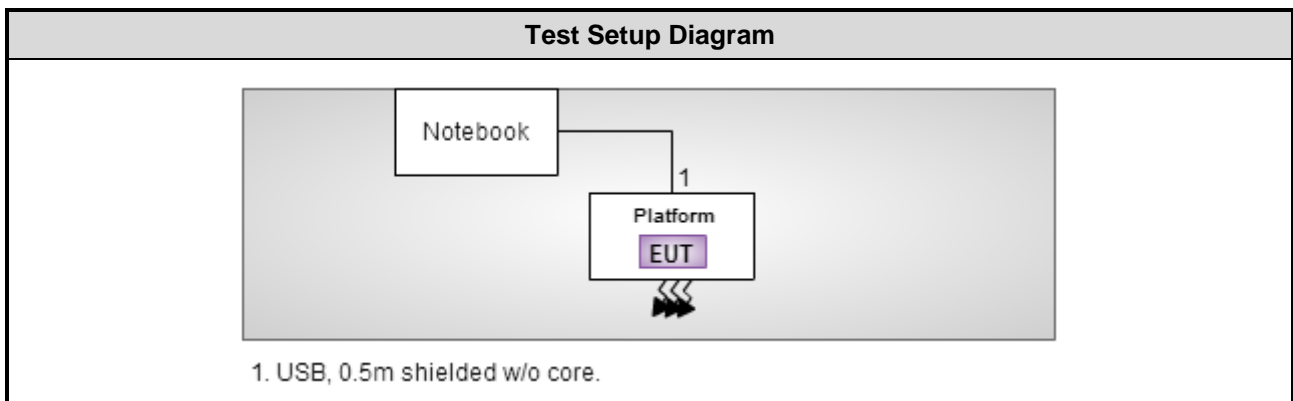 Test Setup Diagram
Notebook
1
Platform
EUT
1. USB, 0.5m shielded w/o core.